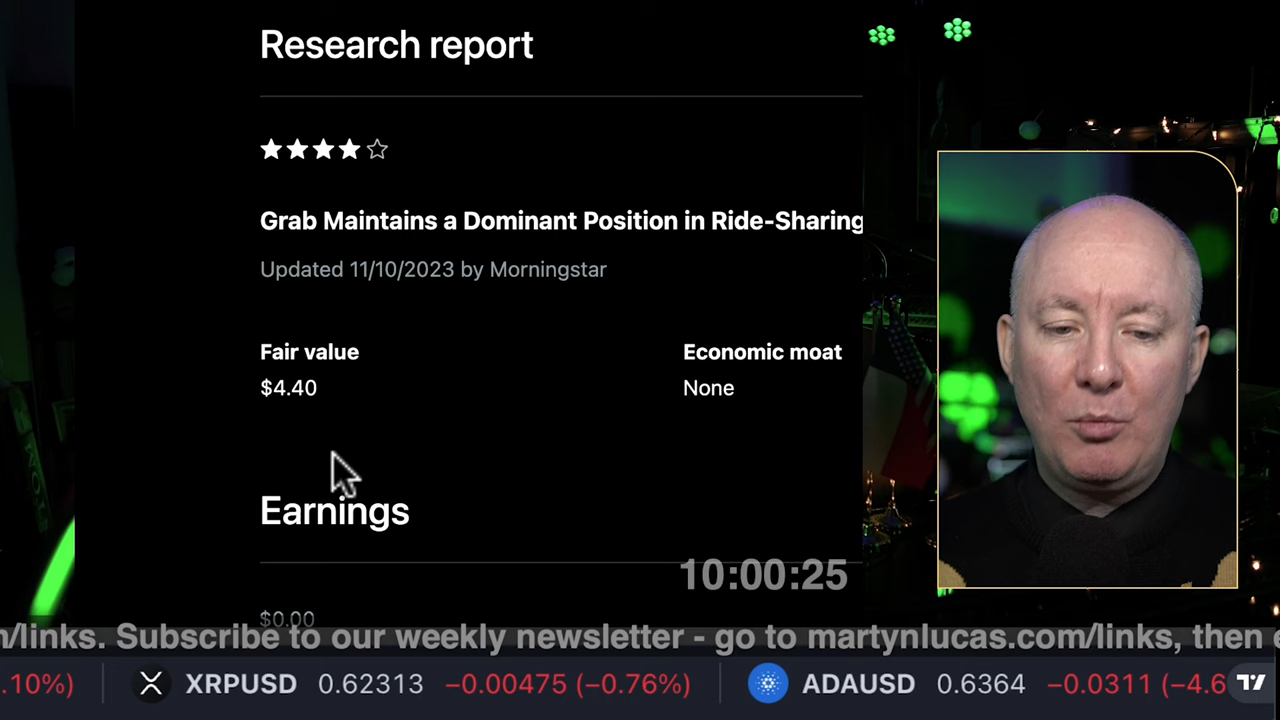 Research report
Grab Maintains a Dominant Position in Ride-Sharing
Updated 11/10/2023 by Morningstar
Fair value
$4.40
Economic moat
None
Earnings
10:00:25
$0.00
n/links. Subscribe to our weekly newsletter - go to martynlucas.com/links, then e
.10%) XRPUSD 0.62313 −0.00475 (−0.76%) ADAUSD 0.6364 −0.0311 (−4.6